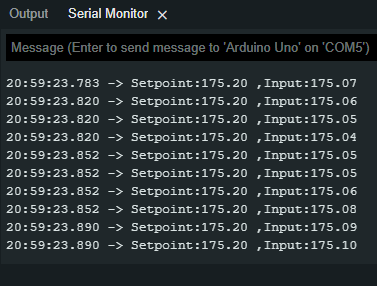 Output
Serial Monitor ×
Message (Enter to send message to 'Arduino Uno' on 'COM5')
20:59:23.783 -> Setpoint:175.20 ,Input:175.07
20:59:23.820 -> Setpoint:175.20 ,Input:175.06
20:59:23.820 -> Setpoint:175.20 ,Input:175.05
20:59:23.820 -> Setpoint:175.20 ,Input:175.04
20:59:23.852 -> Setpoint:175.20 ,Input:175.05
20:59:23.852 -> Setpoint:175.20 ,Input:175.05
20:59:23.852 -> Setpoint:175.20 ,Input:175.06
20:59:23.852 -> Setpoint:175.20 ,Input:175.08
20:59:23.890 -> Setpoint:175.20 ,Input:175.09
20:59:23.890 -> Setpoint:175.20 ,Input:175.10